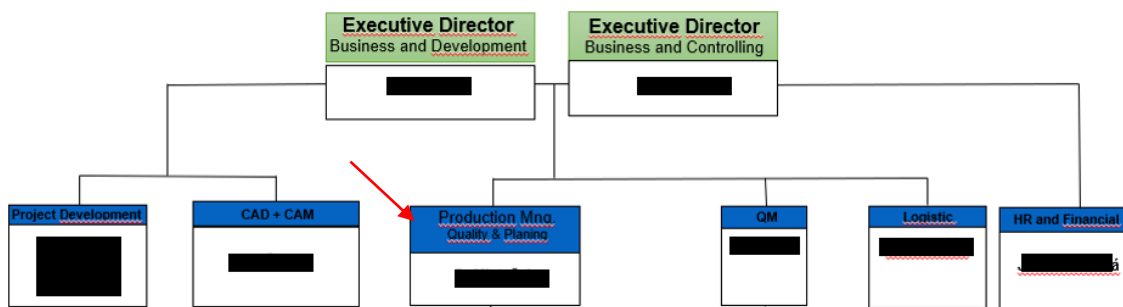 Executive Director
Business and Development
Executive Director
Business and Controlling
Project Development
CAD + CAM
Production Mng.
Quality & Planing
QM
Logistic
HR and Financial